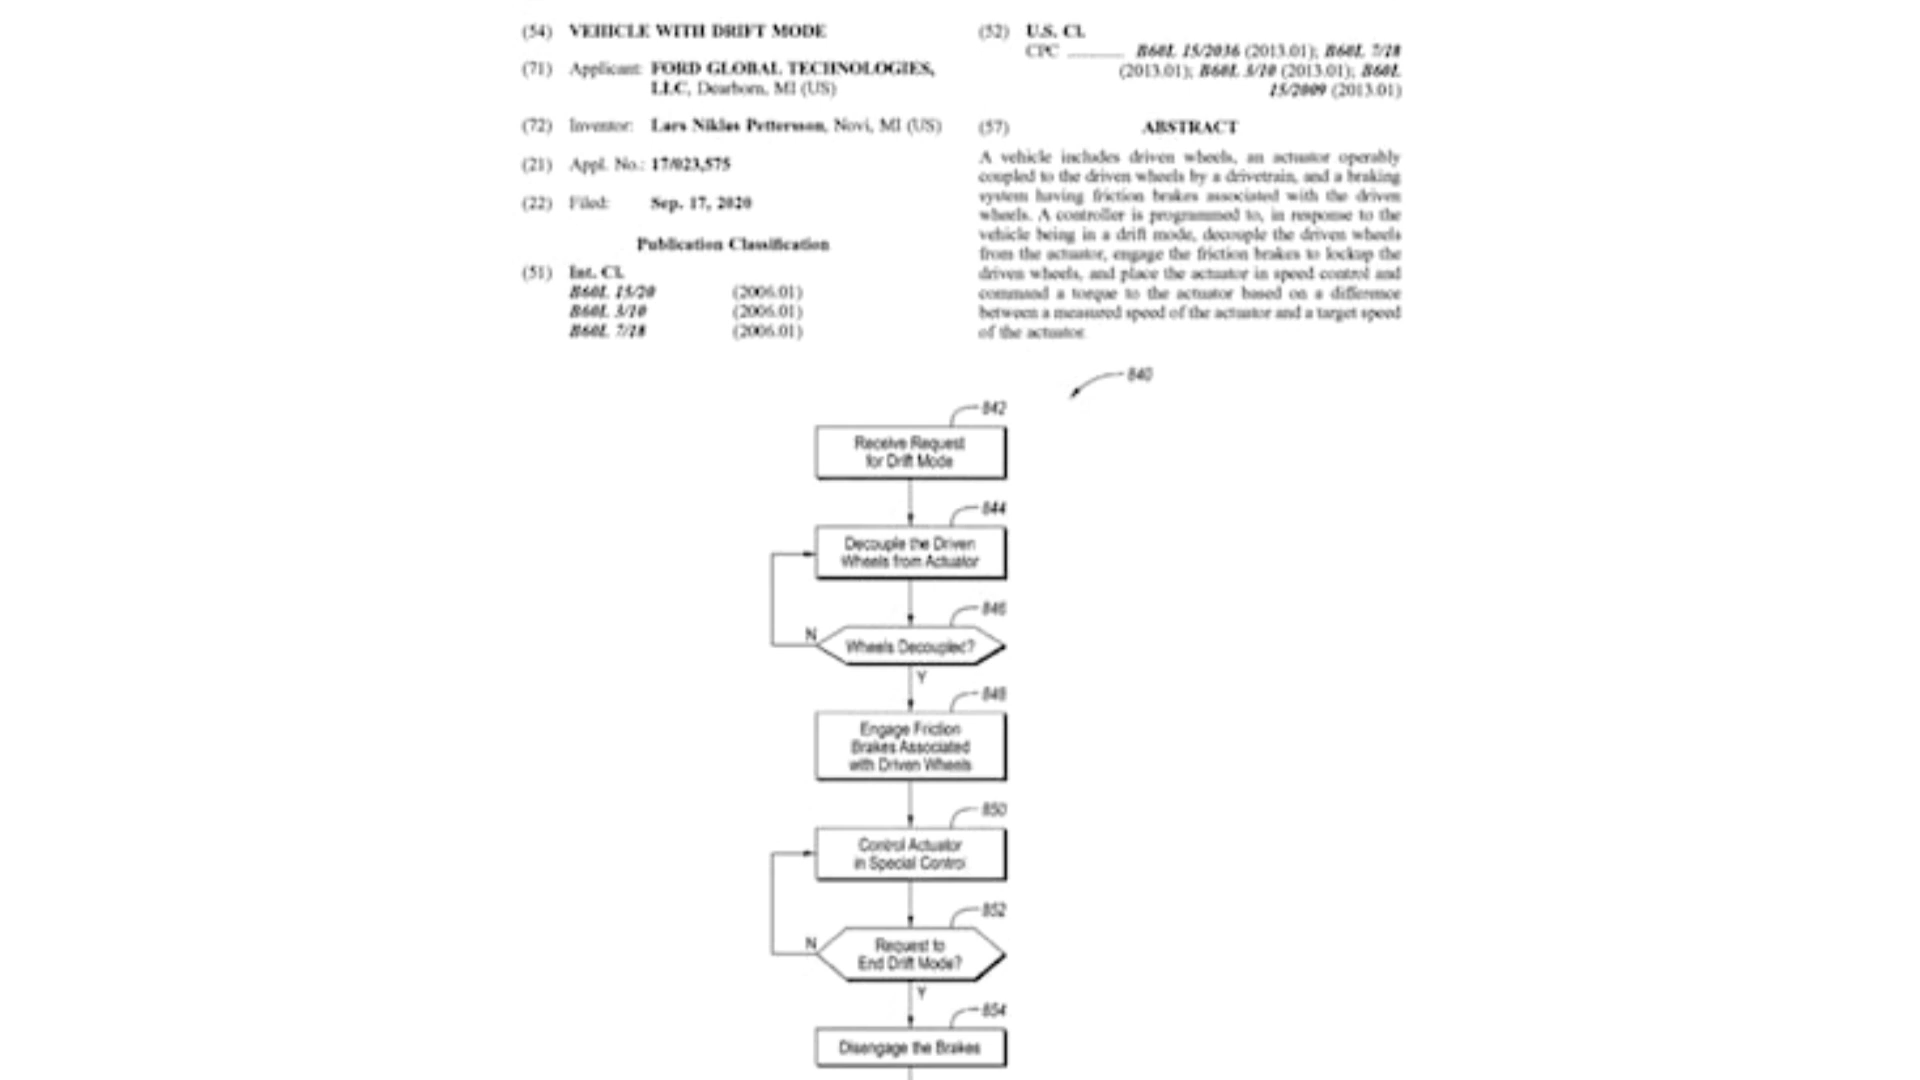 (54) VEHICLE WITH DRIFT MODE
(71) Applicant: FORD GLOBAL TECHNOLOGIES,
LLC, Dearborn, MI (US)
(72) Inventor: Lars Niklas Pettersson, Novi, MI (US)
(21) Appl. No.: 17/023,575
(22) Filed: Sep. 17, 2020
Publication Classification
(51) Int. Cl.
B60L 15/20 (2006.01)
B60L 3/10 (2006.01)
B60L 7/18 (2006.01)
(52) U.S. Cl.
CPC .......... B60L 15/2036 (2013.01); B60L 7/18
(2013.01); B60L 3/10 (2013.01); B60L
15/2009 (2013.01)
(57) ABSTRACT
A vehicle includes driven wheels, an actuator operably
coupled to the driven wheels by a drivetrain, and a braking
system having friction brakes associated with the driven
wheels. A controller is programmed to, in response to the
vehicle being in a drift mode, decouple the driven wheels
from the actuator, engage the friction brakes to lockup the
driven wheels, and place the actuator in speed control and
command a torque to the actuator based on a difference
between a measured speed of the actuator and a target speed
of the actuator.
840
842
Receive Request
for Drift Mode
844
Decouple the Driven
Wheels from Actuator
846
N
Wheels Decoupled?
Y
848
Engage Friction
Brakes Associated
with Driven Wheels
850
Control Actuator
in Special Control
852
N
Request to
End Drift Mode?
Y
854
Disengage the Brakes